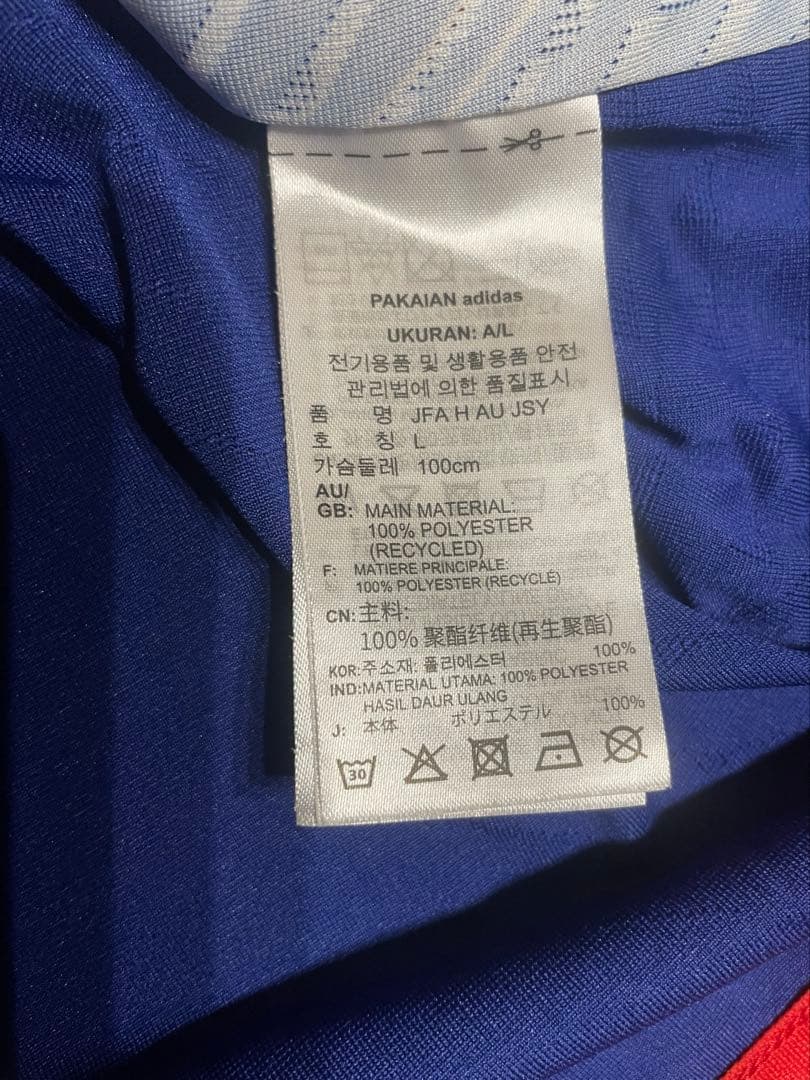 PAKAIAN adidas
UKURAN: A/L
전기용품 및 생활용품 안전
관리법에 의한 품질표시
품 명 JFA H AU JSY
호 칭 L
가슴둘레 100cm
AU/
GB: MAIN MATERIAL:
100% POLYESTER
(RECYCLED)
F: MATIERE PRINCIPALE:
100% POLYESTER (RECYCLÉ)
CN: 主料:
100% 聚酯纤维(再生聚酯)
KOR: 주소재: 폴리에스터 100%
IND: MATERIAL UTAMA: 100% POLYESTER
HASIL DAUR ULANG
J: 本体 ポリエステル 100%
30